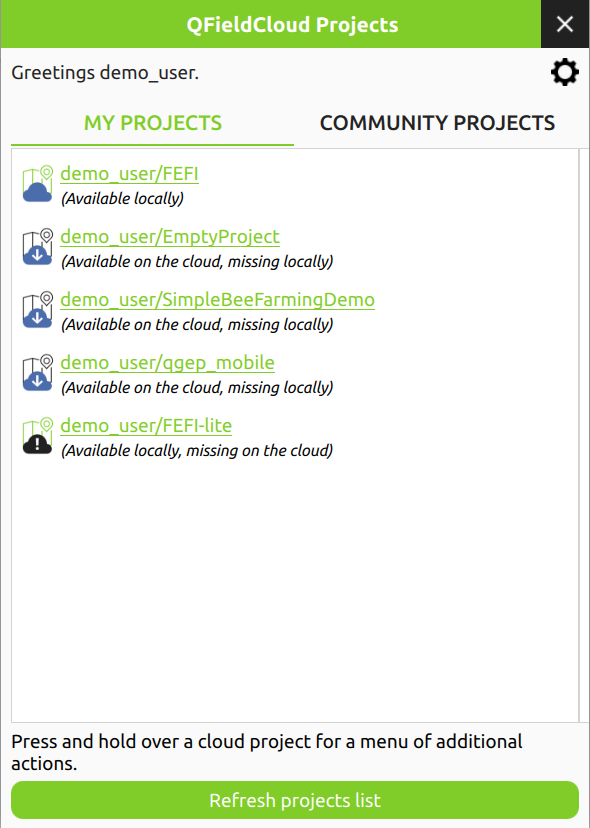 QFieldCloud Projects
Greetings demo_user.
MY PROJECTS
COMMUNITY PROJECTS
demo_user/FEFI
(Available locally)
demo_user/EmptyProject
(Available on the cloud, missing locally)
demo_user/SimpleBeeFarmingDemo
(Available on the cloud, missing locally)
demo_user/qgep_mobile
(Available on the cloud, missing locally)
demo_user/FEFI-lite
(Available locally, missing on the cloud)
Press and hold over a cloud project for a menu of additional
actions.
Refresh projects list